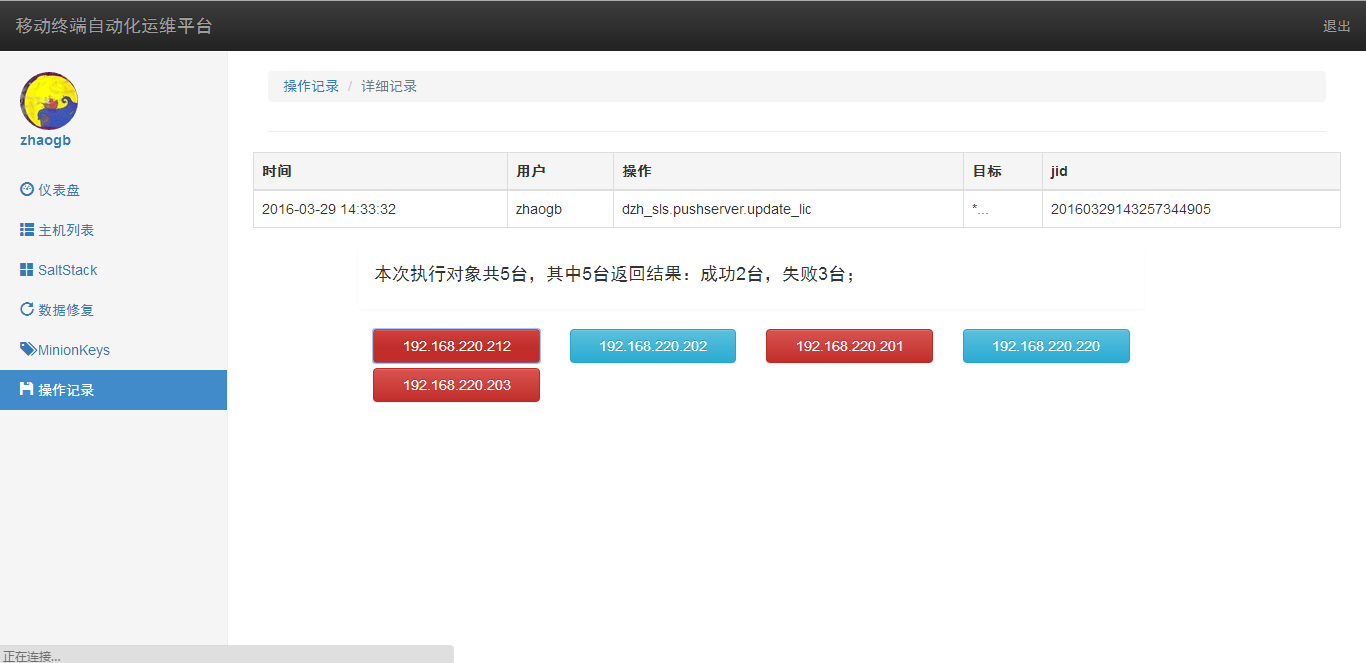 移动终端自动化运维平台 退出
zhaogb
仪表盘
主机列表
SaltStack
数据修复
MinionKeys
操作记录
操作记录 / 详细记录
时间 用户 操作 目标 jid
2016-03-29 14:33:32 zhaogb dzh_sls.pushserver.update_lic *... 20160329143257344905
本次执行对象共5台，其中5台返回结果：成功2台，失败3台；
192.168.220.212 192.168.220.202 192.168.220.201 192.168.220.220
192.168.220.203
正在连接...